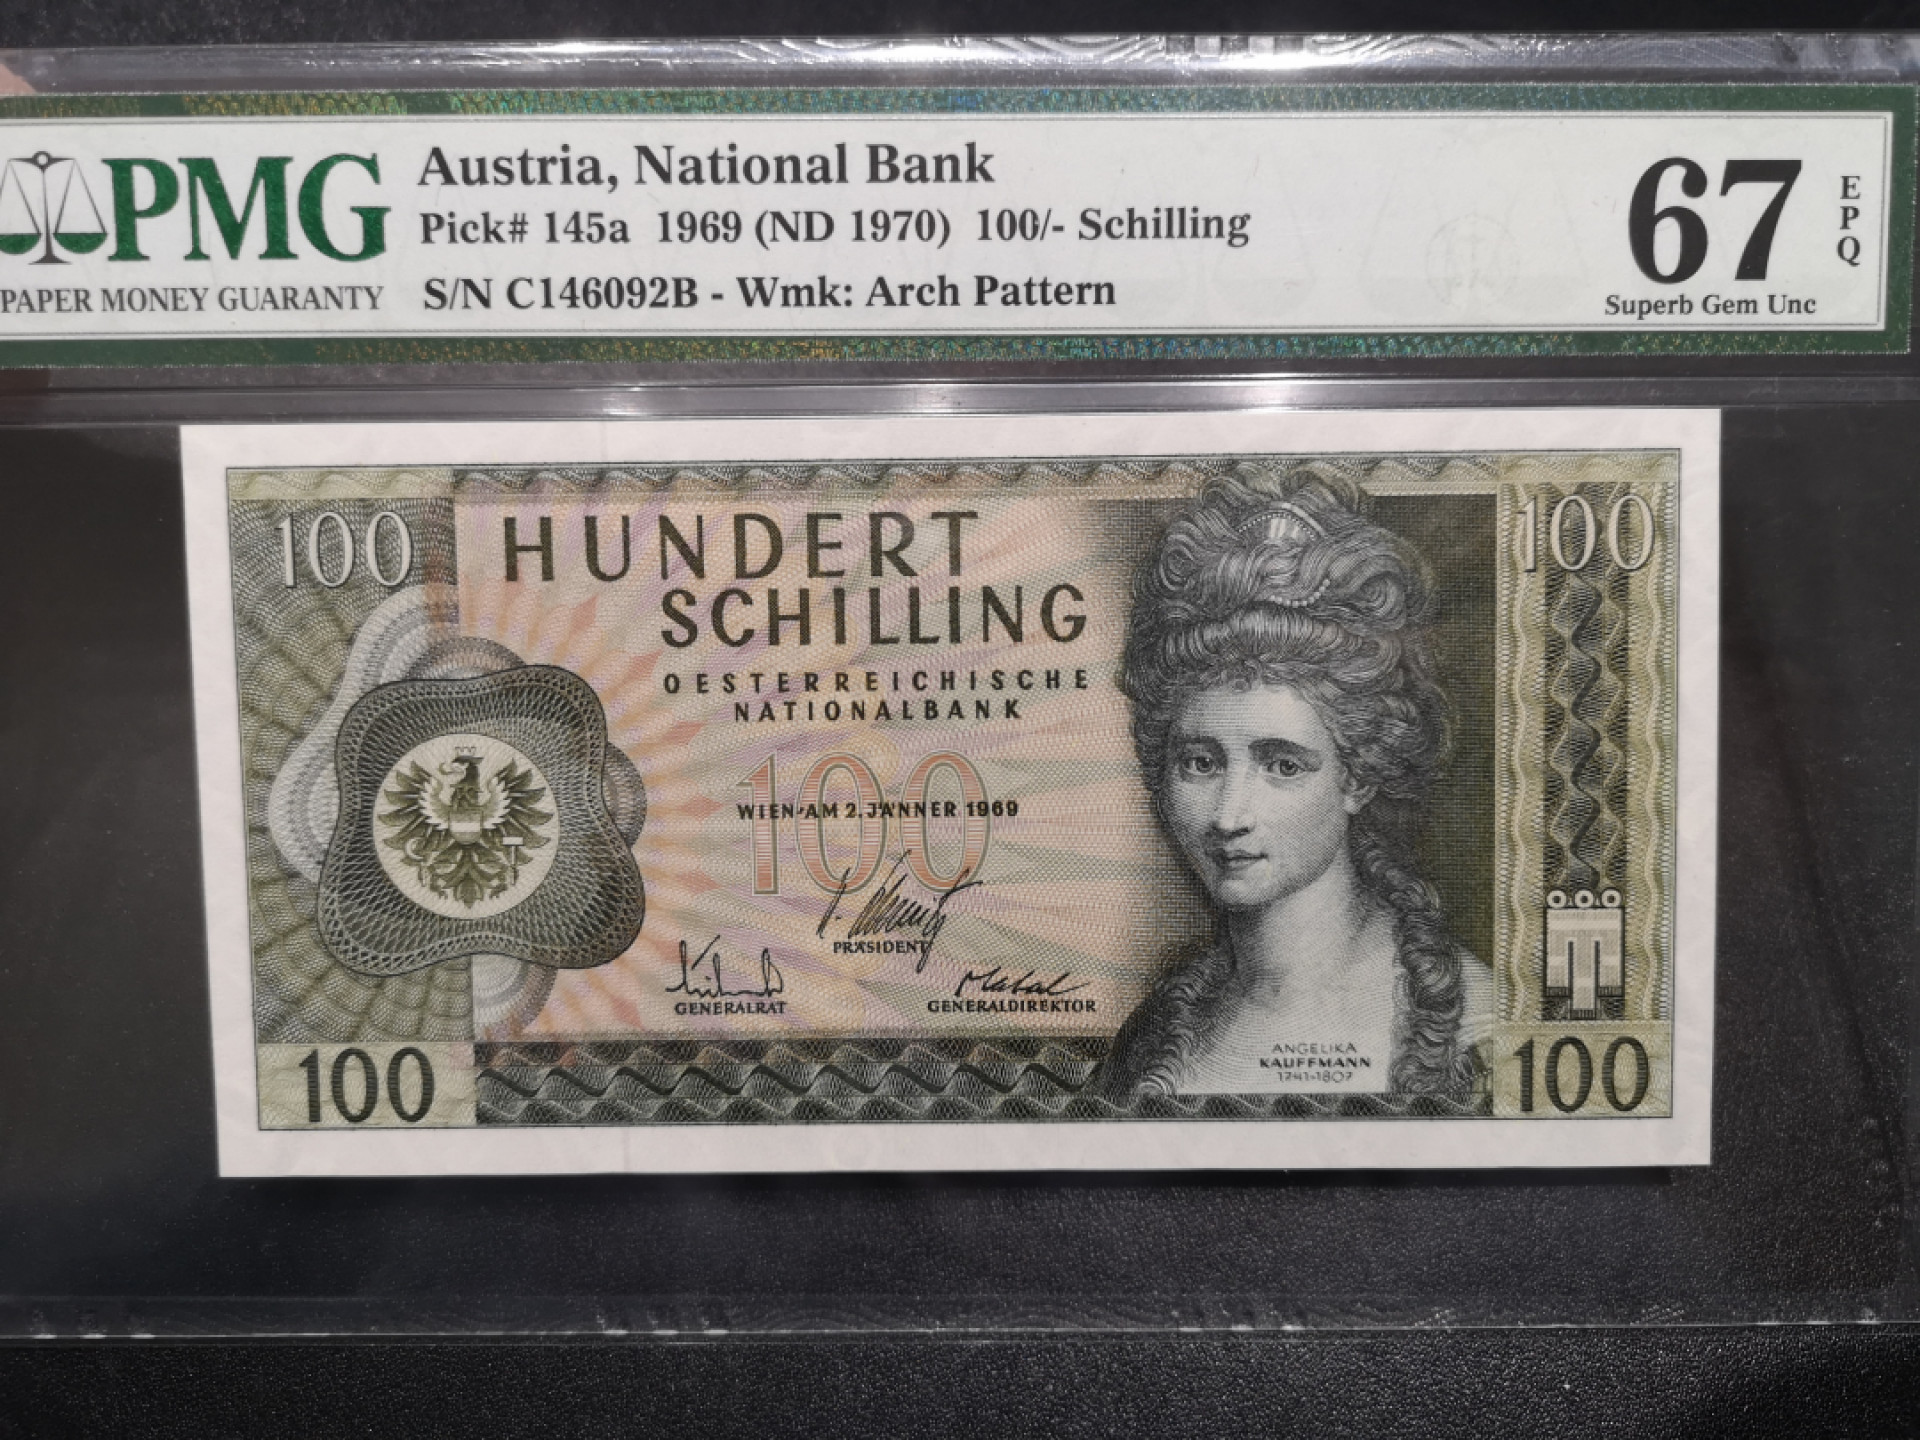 PMG
PAPER MONEY GUARANTY
Austria, National Bank
Pick# 145a 1969 (ND 1970) 100/- Schilling
S/N C146092B - Wmk: Arch Pattern
67
EPQ
Superb Gem Unc
100
HUNDERT
SCHILLING
100
OESTERREICHISCHE
NATIONALBANK
100
WIEN·AM 2. JÄNNER 1969
PRÄSIDENT
GENERALRAT
GENERALDIREKTOR
ANGELIKA
KAUFFMANN
1741-1807
100
100